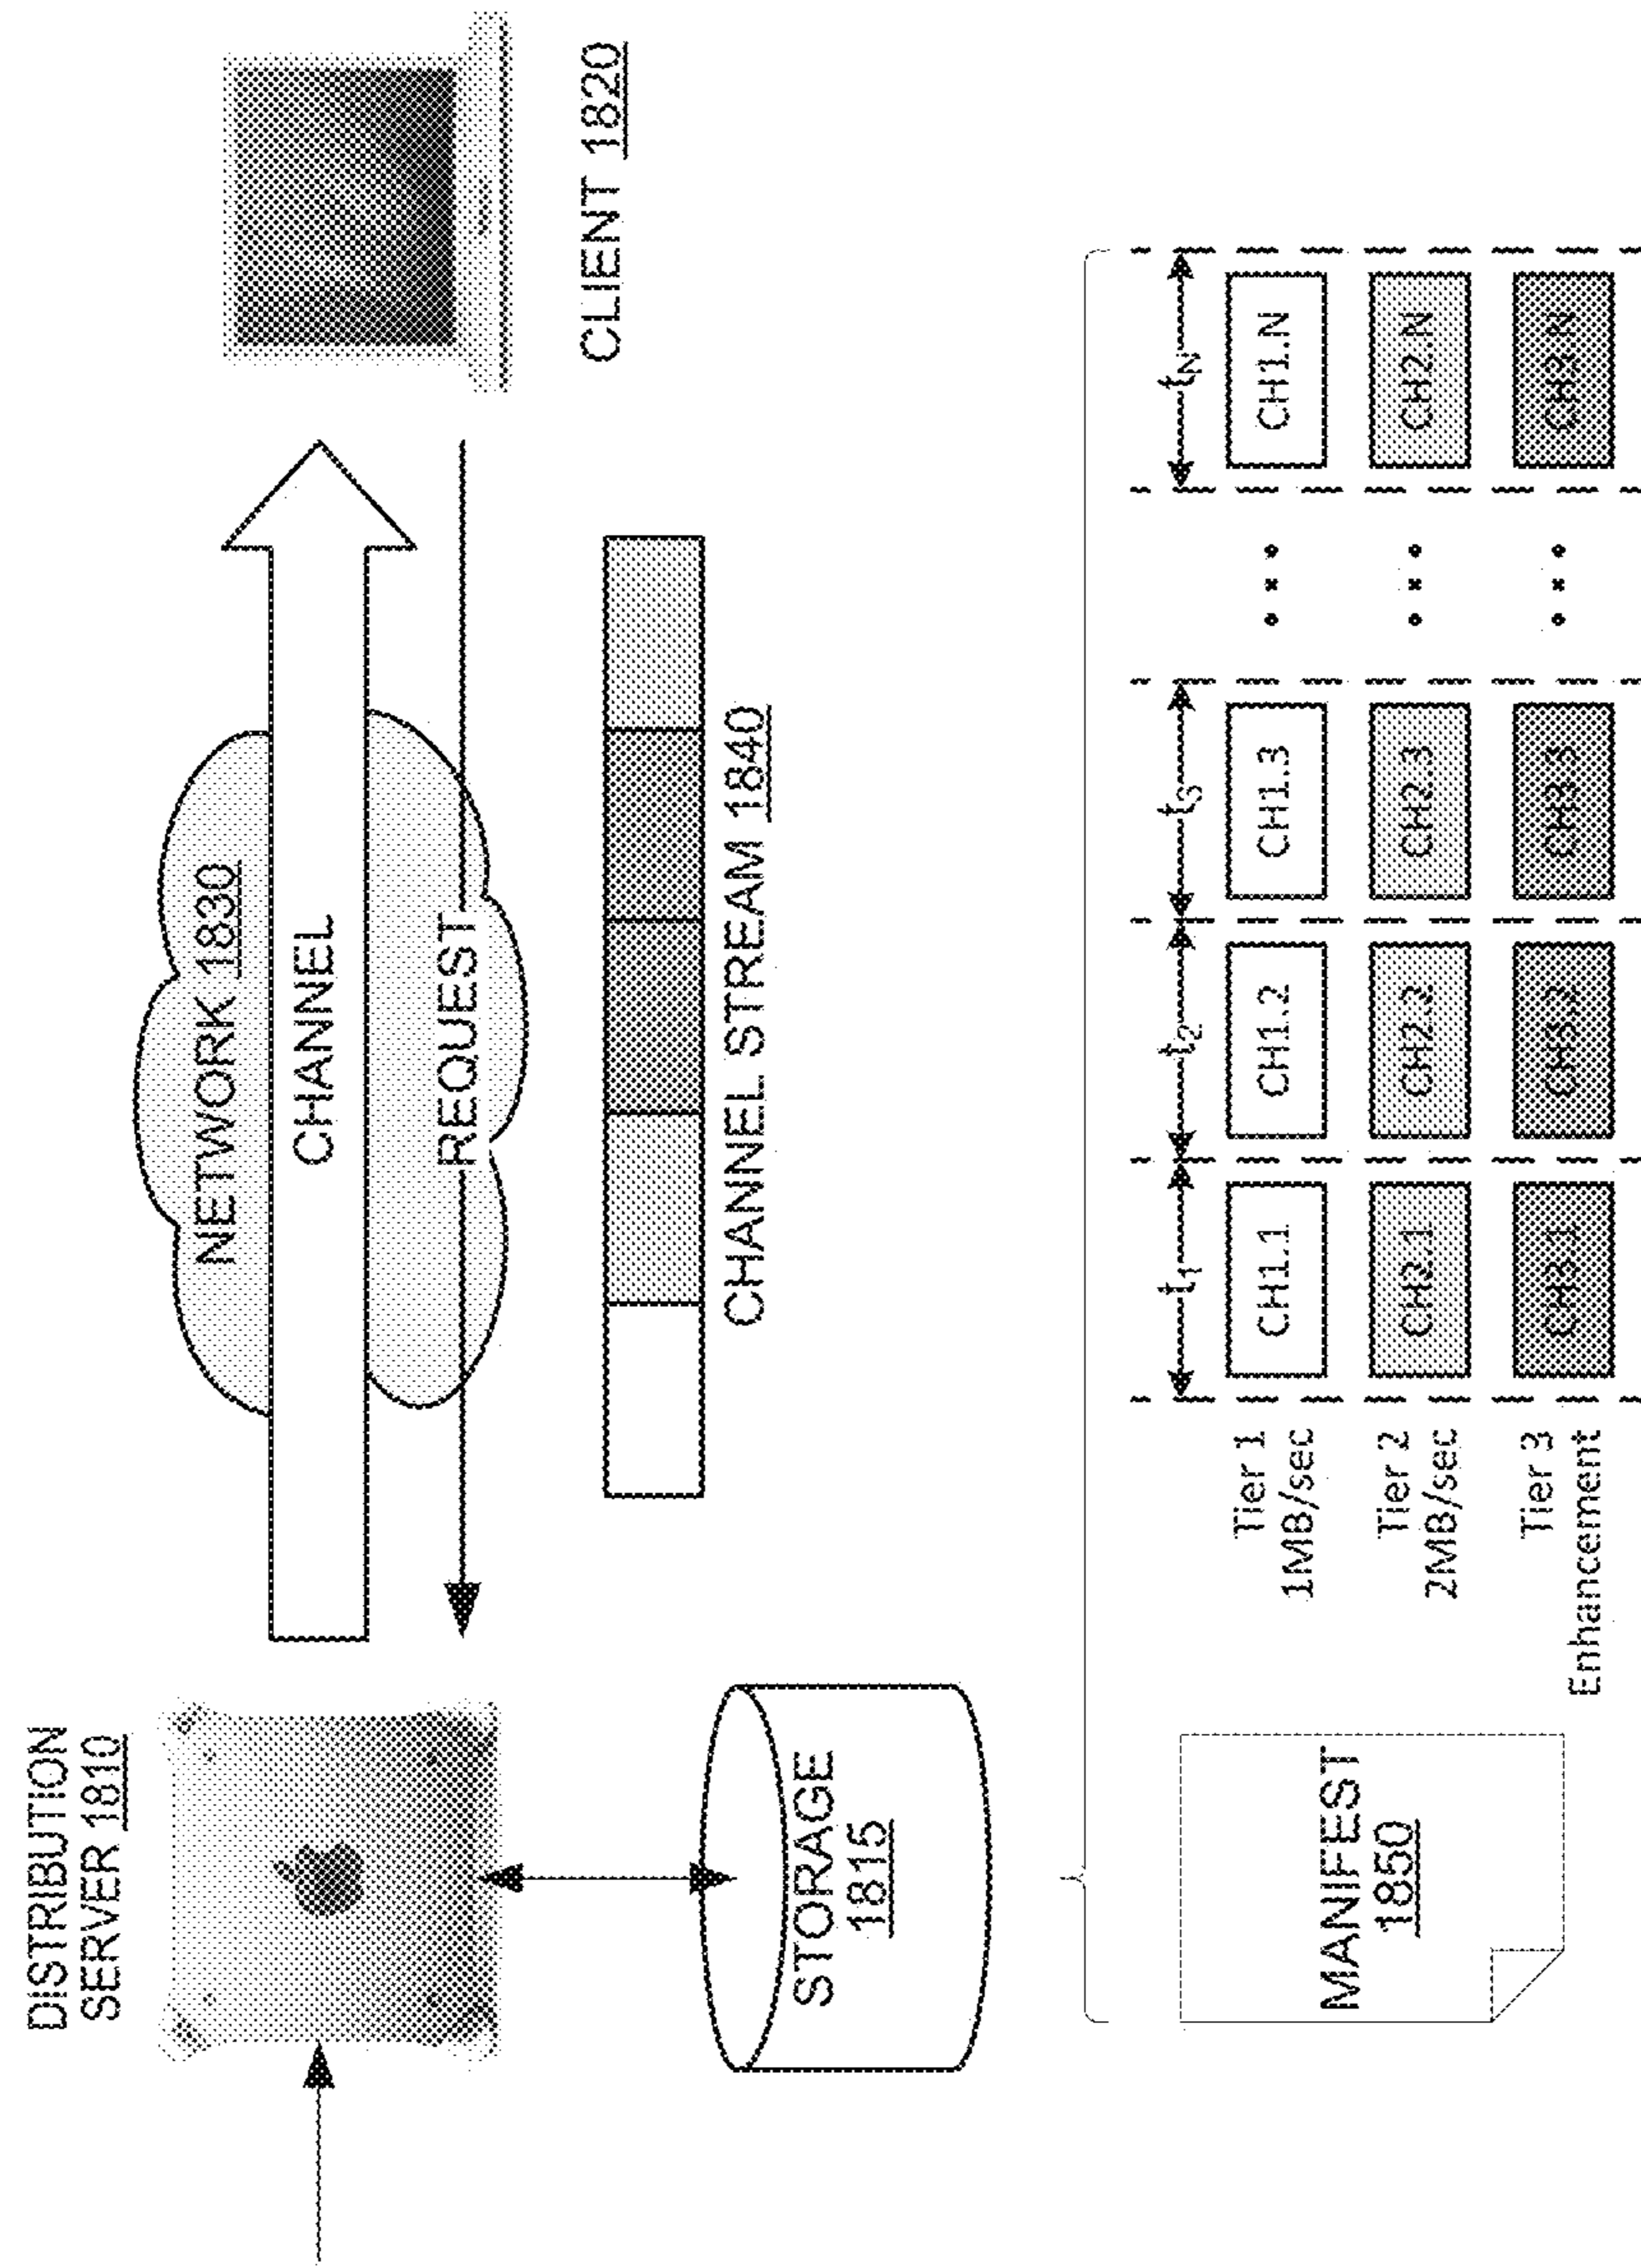 DISTRIBUTION
SERVER 1810
NETWORK 1830
CHANNEL
REQUEST
CLIENT 1820
STORAGE
1815
CHANNEL STREAM 1840
MANIFEST
1850
t1
t2
t3
tN
Tier 1
1MB/sec
CH1.1
CH1.2
CH1.3
CH1.N
Tier 2
2MB/sec
CH2.1
CH2.2
CH2.3
CH2.N
Tier 3
Enhancement
CH3.1
CH3.2
CH3.3
CH3.N